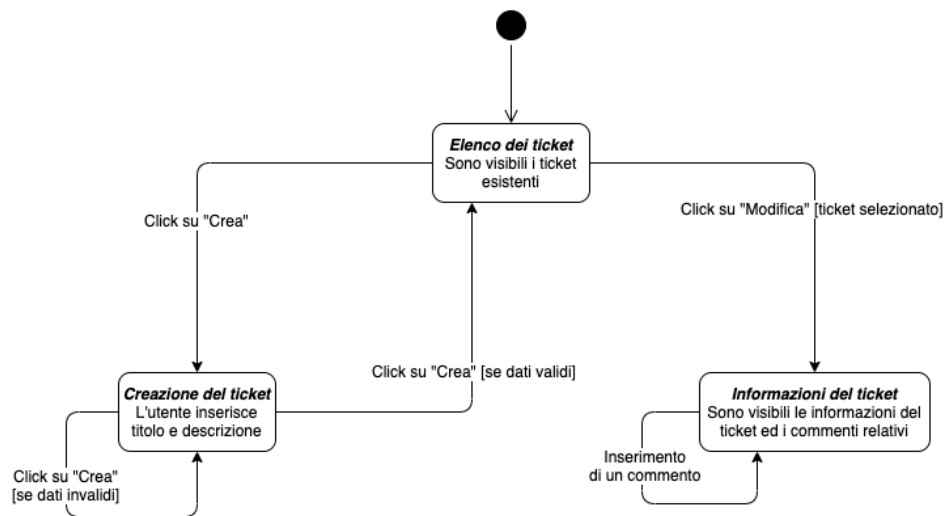 Elenco dei ticket
Sono visibili i ticket
esistenti
Click su "Crea"
Click su "Modifica" [ticket selezionato]
Click su "Crea" [se dati validi]
Creazione del ticket
L'utente inserisce
titolo e descrizione
Informazioni del ticket
Sono visibili le informazioni del
ticket ed i commenti relativi
Click su "Crea"
[se dati invalidi]
Inserimento
di un commento